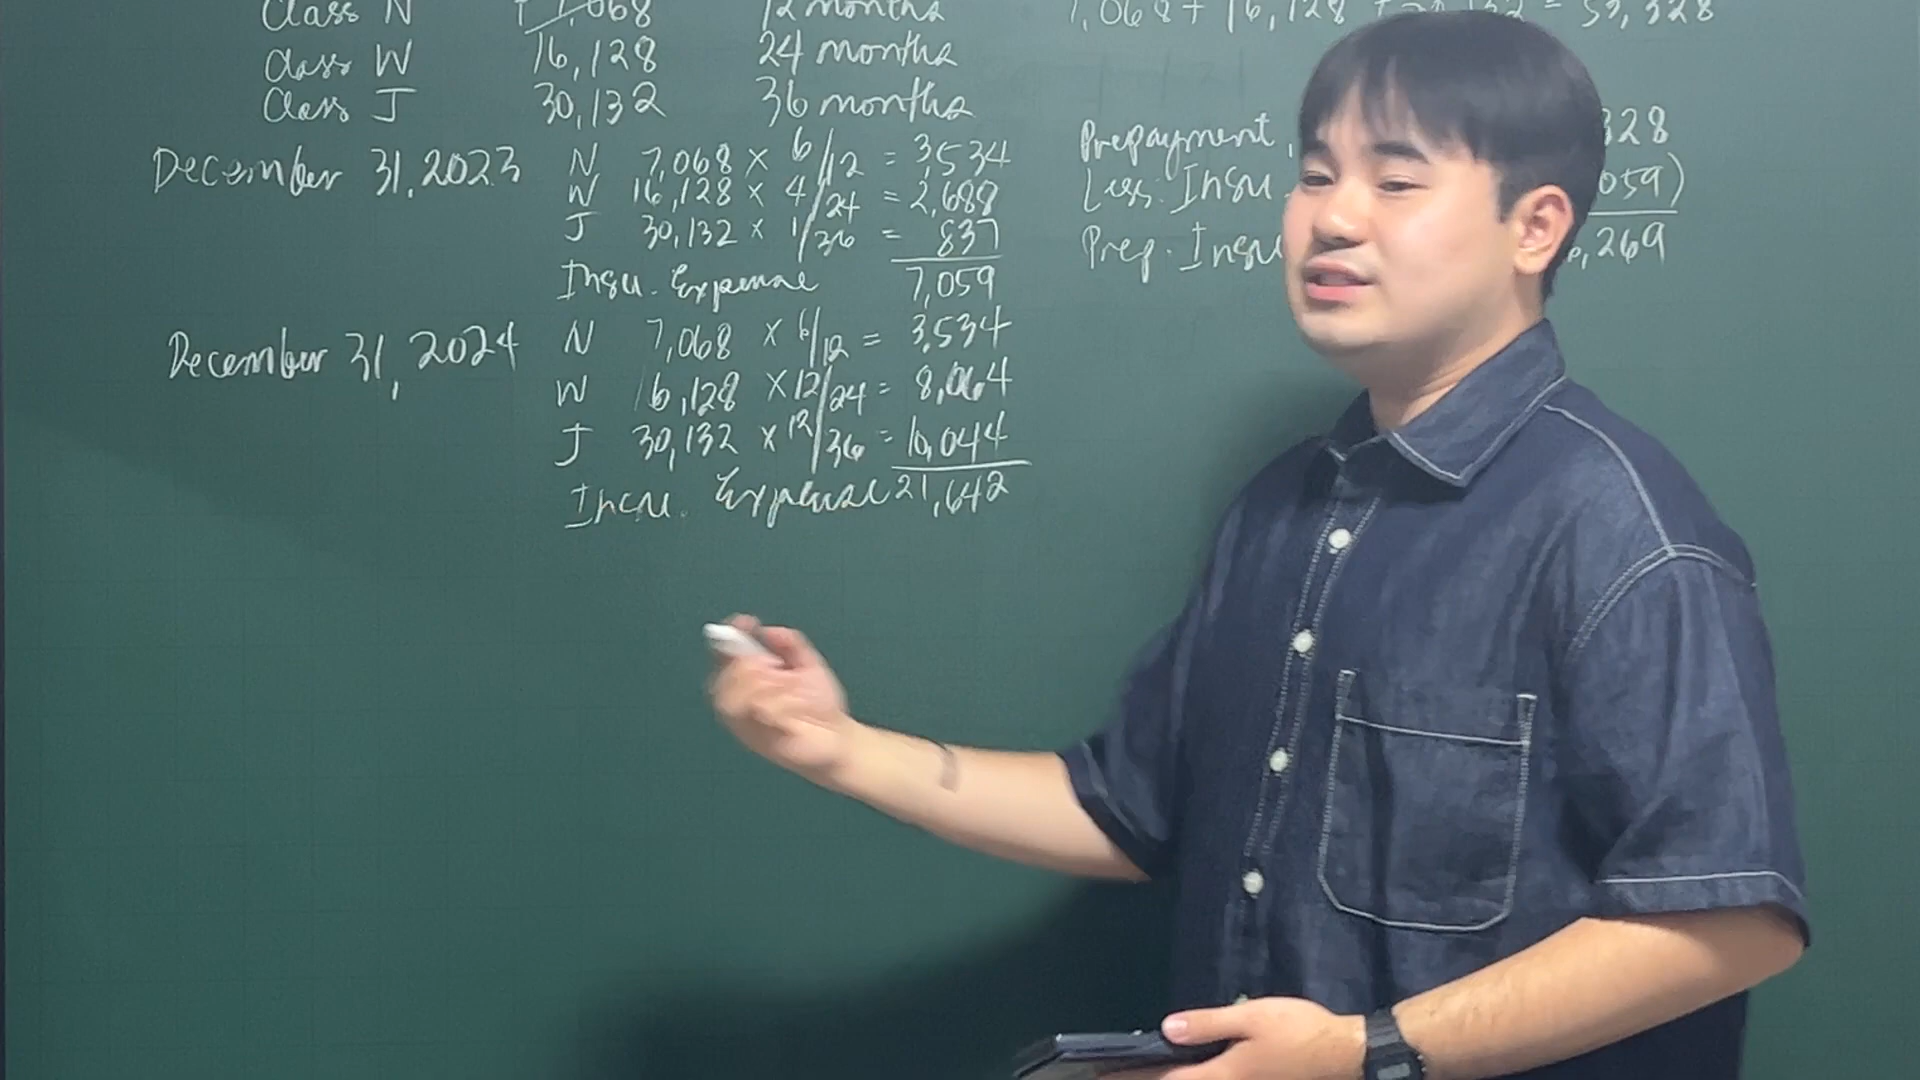 Class N 7,068 12 months
Class W 16,128 24 months
Class J 30,132 36 months
December 31, 2023
N 7,068 × 6/12 = 3,534
W 16,128 × 4/24 = 2,688
J 30,132 × 1/36 = 837
Insu. Expense 7,059
December 31, 2024
N 7,068 × 6/12 = 3,534
W 16,128 × 12/24 = 8,064
J 30,132 × 12/36 = 10,044
Insu. Expense 21,642
7,068 + 16,128 + 30,132 = 53,328
Prepayment, 328
Less: Insu 059)
Prep. Insu ,269